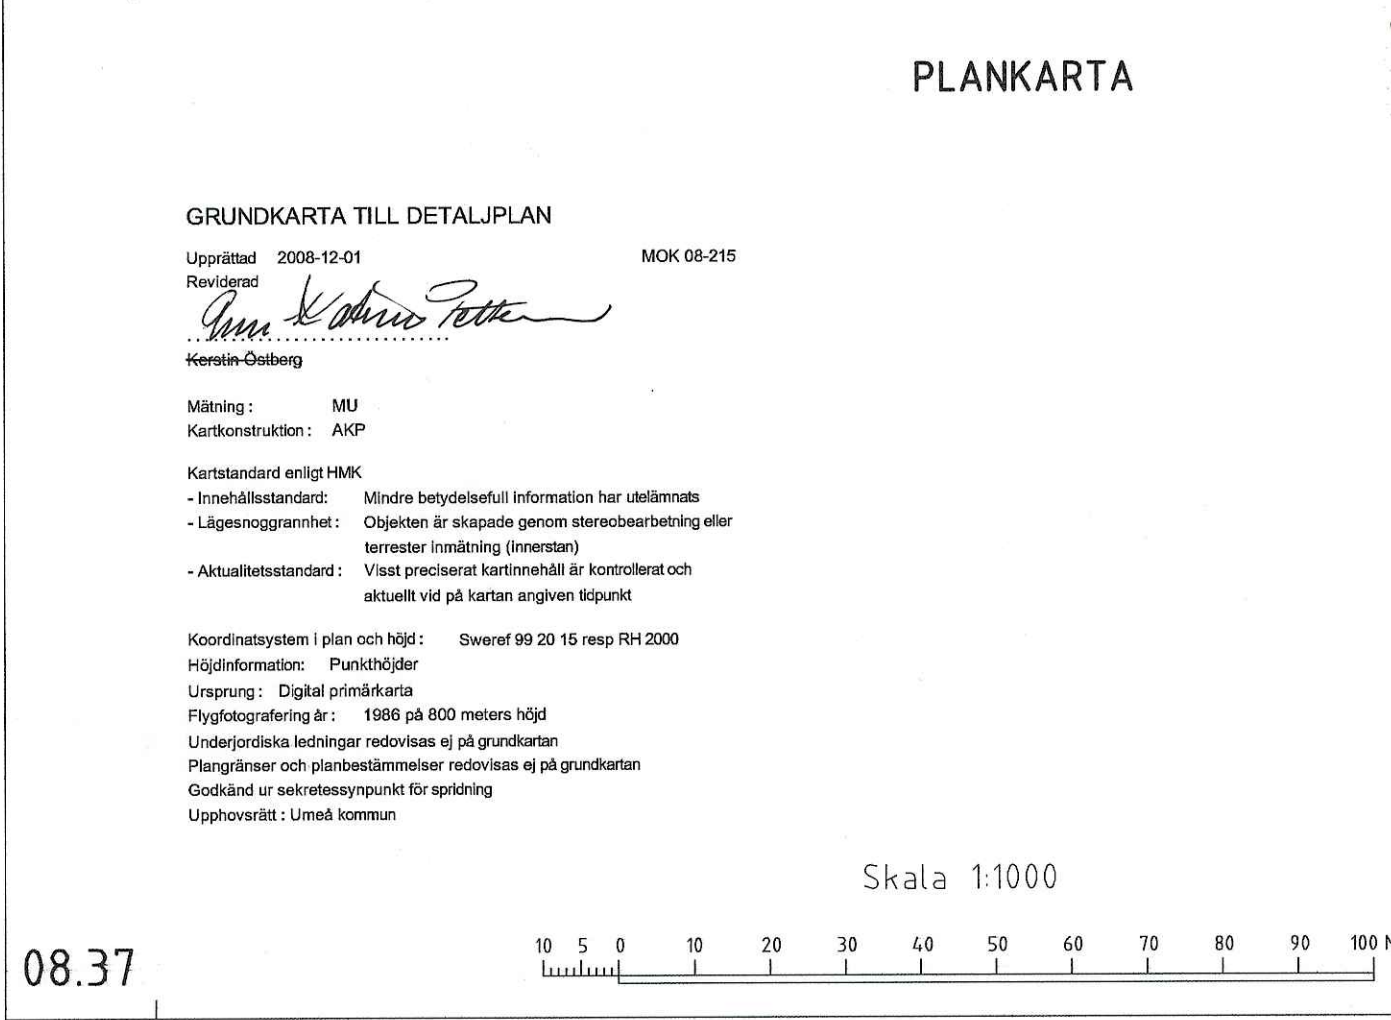 PLANKARTA
GRUNDKARTA TILL DETALJPLAN
Upprättad 2008-12-01 MOK 08-215
Reviderad
Kerstin Östberg
Mätning : MU
Kartkonstruktion : AKP
Kartstandard enligt HMK
- Innehållsstandard: Mindre betydelsefull information har utelämnats
- Lägesnoggrannhet : Objekten är skapade genom stereobearbetning eller
terrester inmätning (innerstan)
- Aktualitetsstandard : Visst preciserat kartinnehåll är kontrollerat och
aktuellt vid på kartan angiven tidpunkt
Koordinatsystem i plan och höjd : Sweref 99 20 15 resp RH 2000
Höjdinformation: Punkthöjder
Ursprung : Digital primärkarta
Flygfotografering år : 1986 på 800 meters höjd
Underjordiska ledningar redovisas ej på grundkartan
Plangränser och planbestämmelser redovisas ej på grundkartan
Godkänd ur sekretessynpunkt för spridning
Upphovsrätt : Umeå kommun
Skala 1:1000
10 5 0 10 20 30 40 50 60 70 80 90 100
08.37